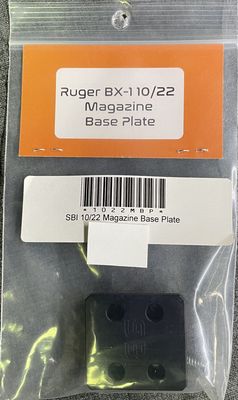 Ruger BX-1 10/22
Magazine
Base Plate
*1022MBP*
SBI 10/22 Magazine Base Plate